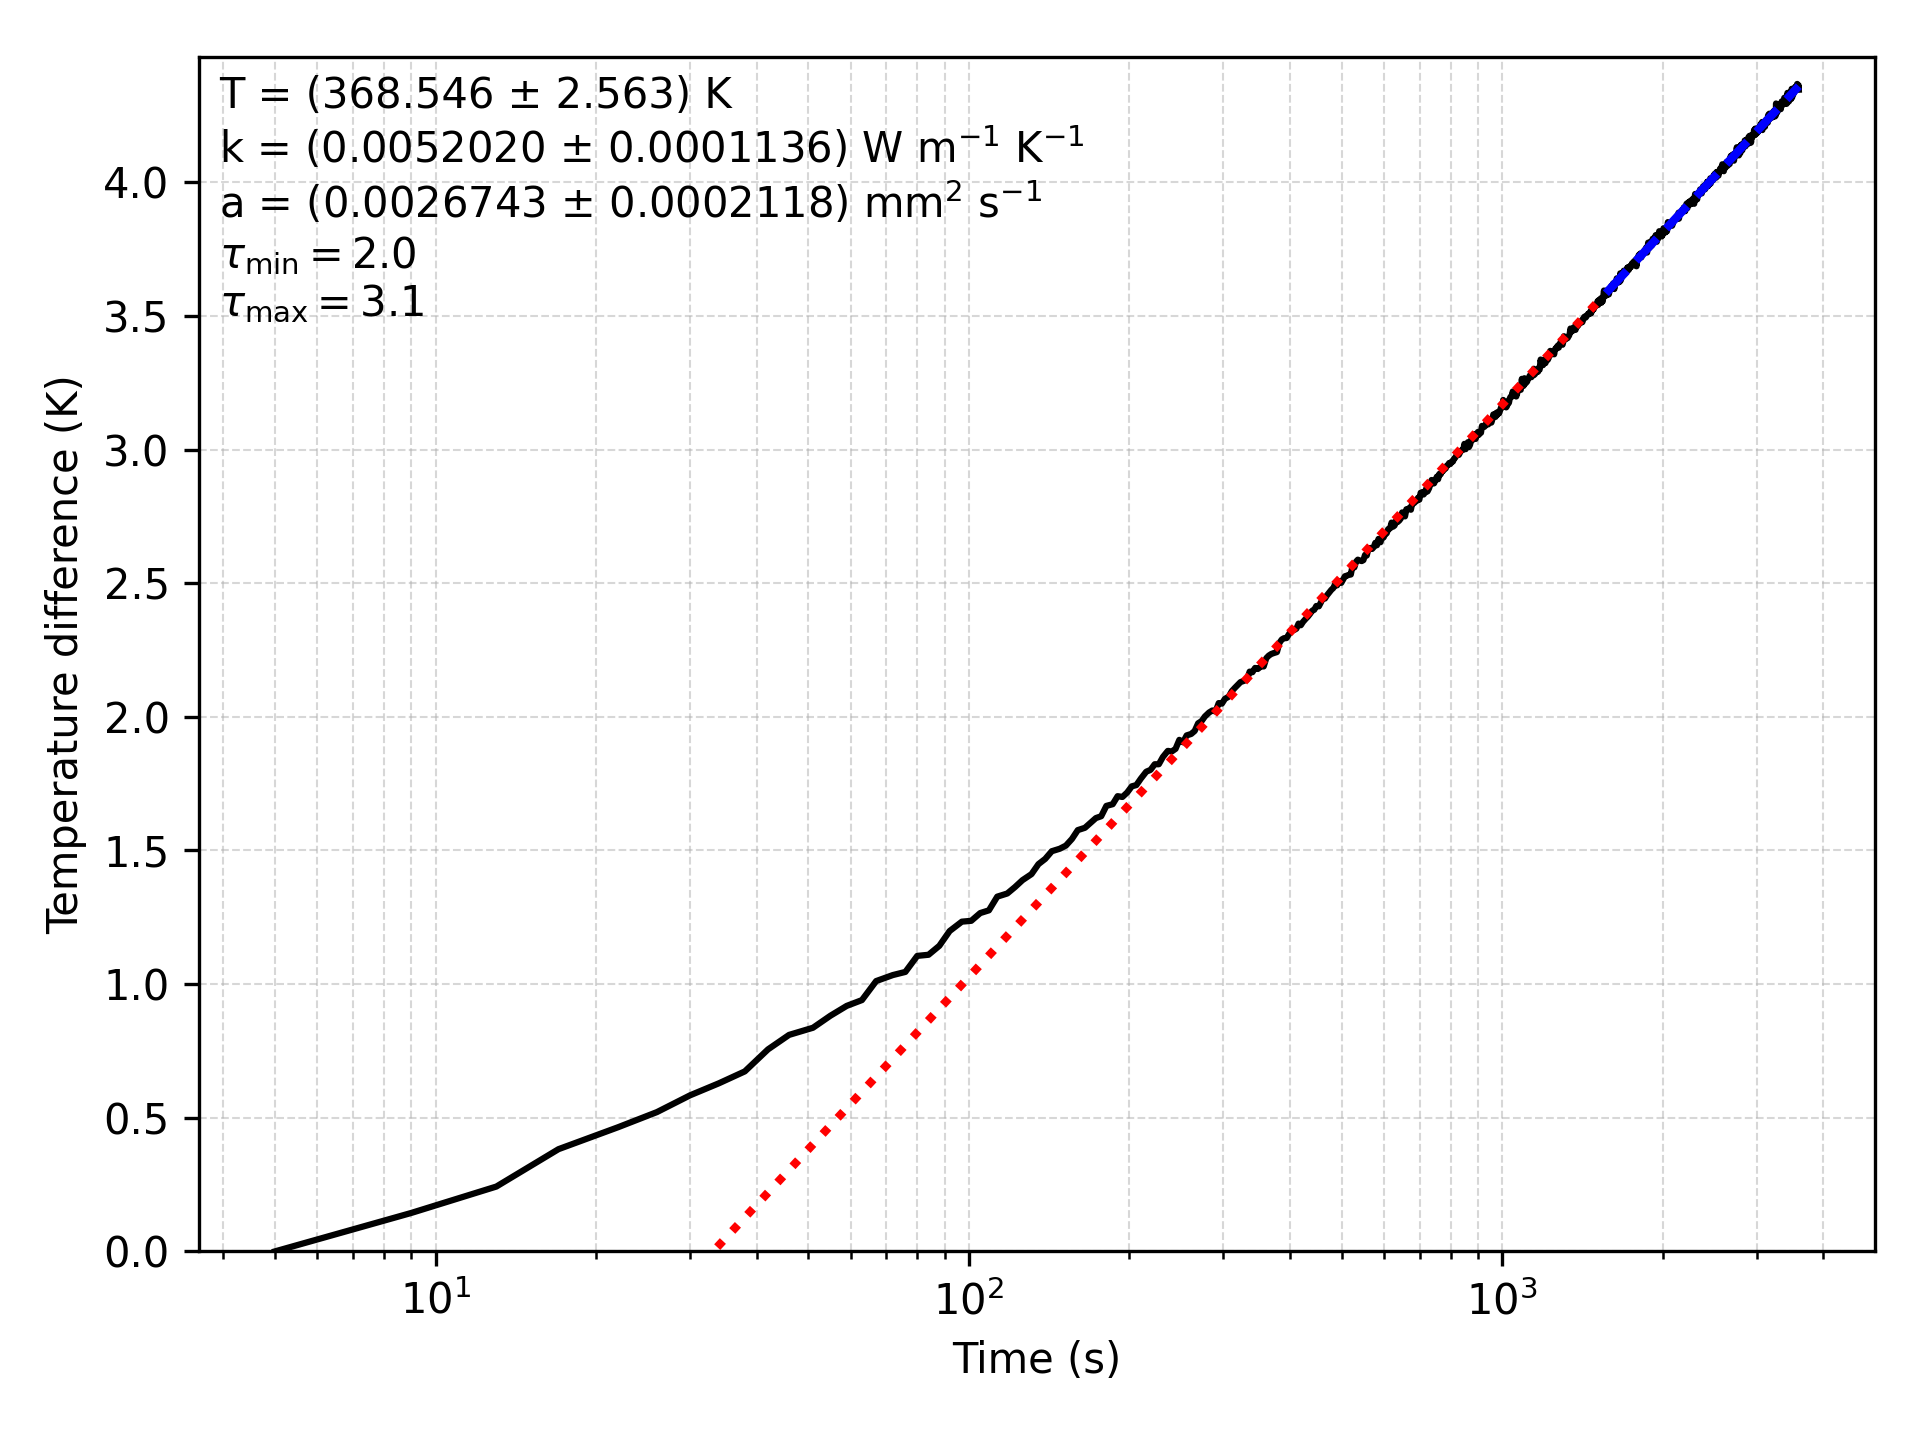 T = (368.546 ± 2.563) K
k = (0.0052020 ± 0.0001136) W m⁻¹ K⁻¹
a = (0.0026743 ± 0.0002118) mm² s⁻¹
τmin = 2.0
τmax = 3.1
4.0
3.5
3.0
2.5
2.0
1.5
1.0
0.5
0.0
Temperature difference (K)
10¹ 10² 10³
Time (s)